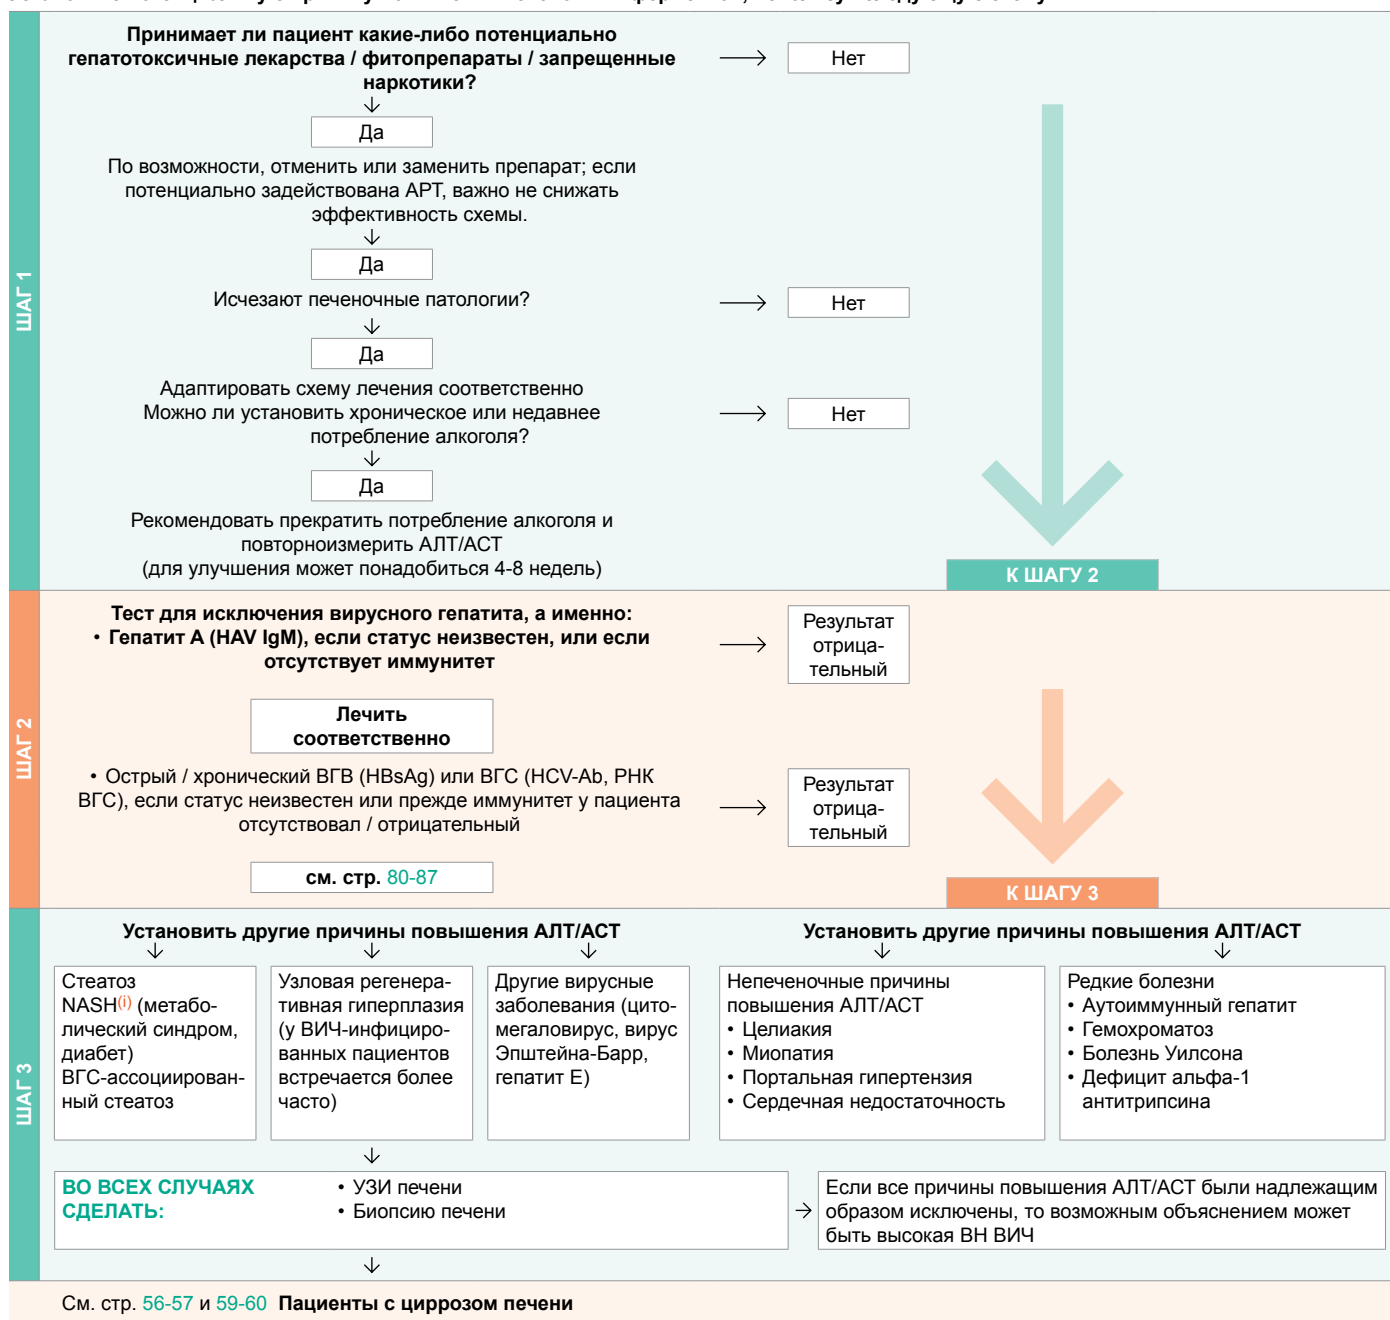 Принимает ли пациент какие-либо потенциально
гепатотоксичные лекарства / фитопрепараты / запрещенные
наркотики?
Нет
Да
По возможности, отменить или заменить препарат; если
потенциально задействована АРТ, важно не снижать
эффективность схемы.
Да
Исчезают печеночные патологии?
Нет
Да
Адаптировать схему лечения соответственно
Можно ли установить хроническое или недавнее
потребление алкоголя?
Нет
Да
Рекомендовать прекратить потребление алкоголя и
повторноизмерить АЛТ/АСТ
(для улучшения может понадобиться 4-8 недель)
К ШАГУ 2
ШАГ 1
Тест для исключения вирусного гепатита, а именно:
• Гепатит А (HAV IgM), если статус неизвестен, или если
отсутствует иммунитет
Результат
отрица-
тельный
Лечить
соответственно
• Острый / хронический ВГВ (HBsAg) или ВГС (HCV-Ab, РНК
ВГС), если статус неизвестен или прежде иммунитет у пациента
отсутствовал / отрицательный
Результат
отрица-
тельный
см. стр. 80-87
К ШАГУ 3
ШАГ 2
Установить другие причины повышения АЛТ/АСТ
Стеатоз
NASH(i) (метабо-
лический синдром,
диабет)
ВГС-ассоциирован-
ный стеатоз
Узловая регенера-
тивная гиперплазия
(у ВИЧ-инфициро-
ванных пациентов
встречается более
часто)
Другие вирусные
заболевания (цито-
мегаловирус, вирус
Эпштейна-Барр,
гепатит Е)
Установить другие причины повышения АЛТ/АСТ
Непеченочные причины
повышения АЛТ/АСТ
• Целиакия
• Миопатия
• Портальная гипертензия
• Сердечная недостаточность
Редкие болезни
• Аутоиммунный гепатит
• Гемохроматоз
• Болезнь Уилсона
• Дефицит альфа-1
антитрипсина
ШАГ 3
ВО ВСЕХ СЛУЧАЯХ
СДЕЛАТЬ:
• УЗИ печени
• Биопсию печени
Если все причины повышения АЛТ/АСТ были надлежащим
образом исключены, то возможным объяснением может
быть высокая ВН ВИЧ
См. стр. 56-57 и 59-60 Пациенты с циррозом печени